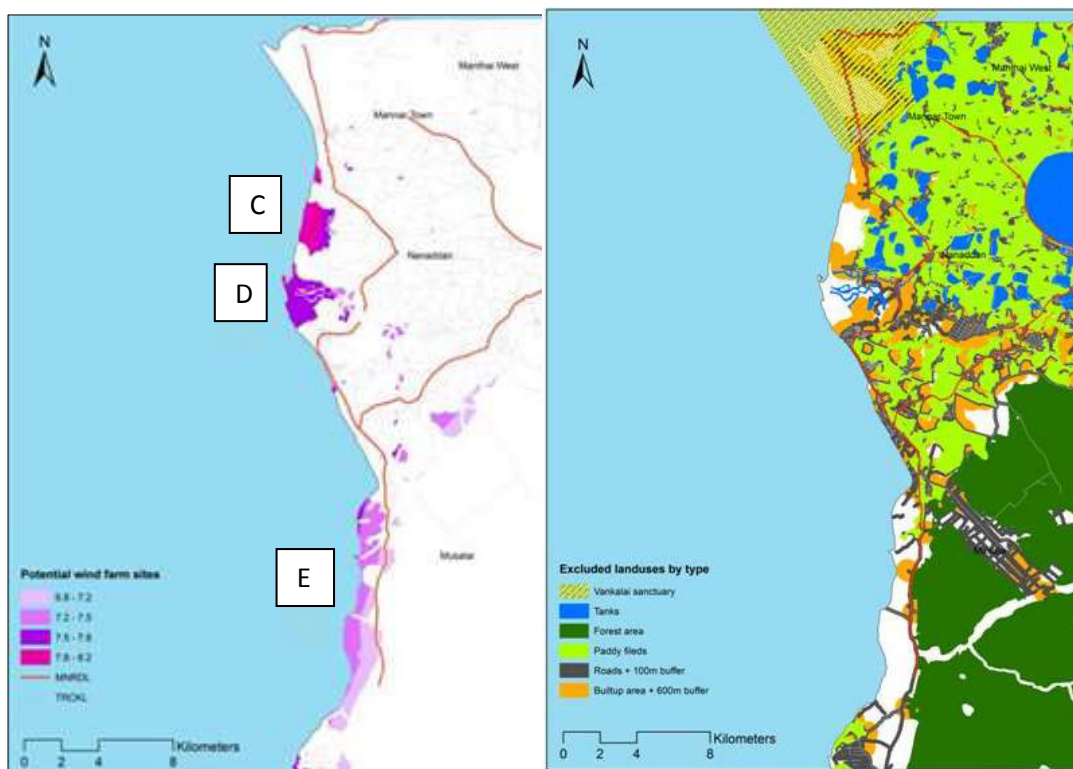 N
Manthai West
Mannar Town
C
Nanaddan
D
Musalai
E
Potential wind farm sites
6.8 - 7.2
7.2 - 7.5
7.5 - 7.8
7.8 - 8.2
MNRDL
TRCKL
Kilometers
0 2 4 8
N
Manthai West
Mannar Town
Nanaddan
Excluded landuses by type
Vankalai sanctuary
Tanks
Forest area
Paddy fileds
Roads + 100m buffer
Builtup area + 600m buffer
Kilometers
0 2 4 8